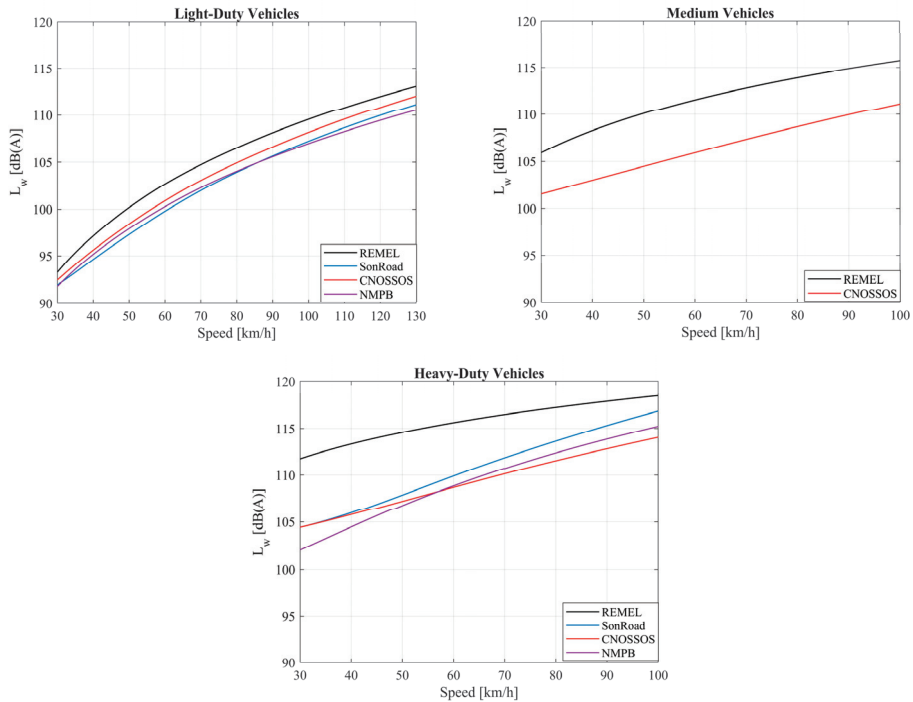 Light-Duty Vehicles
120
115
110
105
100
95
90
L_w [dB(A)]
30 40 50 60 70 80 90 100 110 120 130
Speed [km/h]
REMEL
SonRoad
CNOSSOS
NMPB
Medium Vehicles
120
115
110
105
100
95
90
L_w [dB(A)]
30 40 50 60 70 80 90 100
Speed [km/h]
REMEL
CNOSSOS
Heavy-Duty Vehicles
120
115
110
105
100
95
90
L_w [dB(A)]
30 40 50 60 70 80 90 100
Speed [km/h]
REMEL
SonRoad
CNOSSOS
NMPB